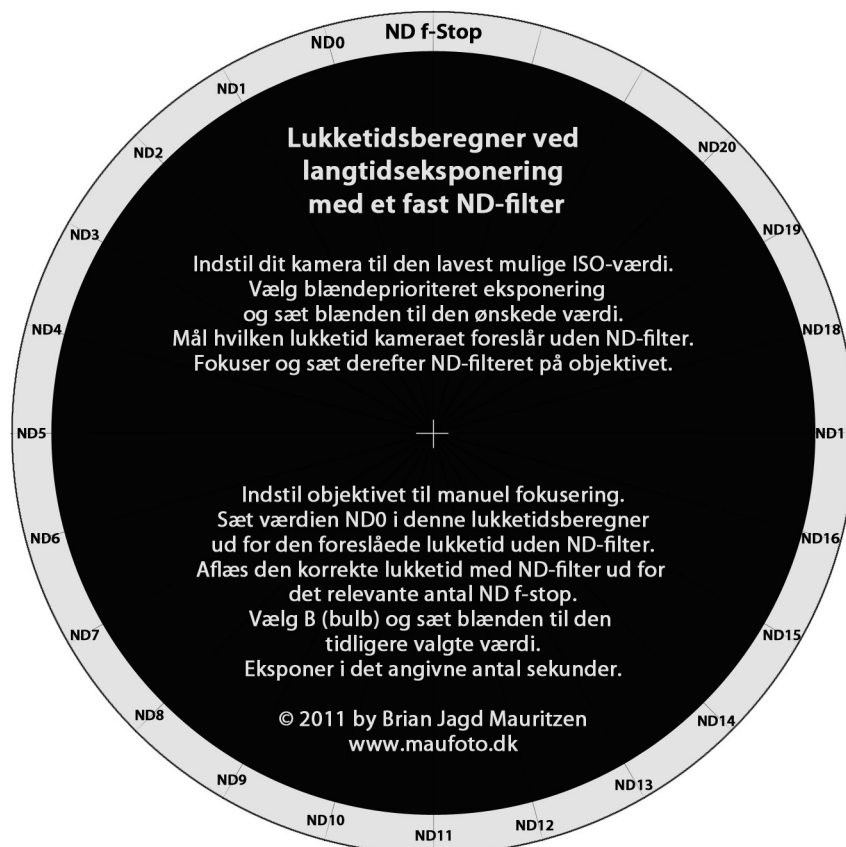 ND f-Stop
ND0
ND1
ND2
ND3
ND4
ND5
ND6
ND7
ND8
ND9
ND10
ND11
ND12
ND13
ND14
ND15
ND16
ND1
ND18
ND19
ND20
Lukketidsberegner ved
langtidseksponering
med et fast ND-filter
Indstil dit kamera til den lavest mulige ISO-værdi.
Vælg blændeprioriteret eksponering
og sæt blænden til den ønskede værdi.
Mål hvilken lukketid kameraet foreslår uden ND-filter.
Fokuser og sæt derefter ND-filteret på objektivet.
Indstil objektivet til manuel fokusering.
Sæt værdien ND0 i denne lukketidsberegner
ud for den foreslåede lukketid uden ND-filter.
Aflæs den korrekte lukketid med ND-filter ud for
det relevante antal ND f-stop.
Vælg B (bulb) og sæt blænden til den
tidligere valgte værdi.
Eksponer i det angivne antal sekunder.
© 2011 by Brian Jagd Mauritzen
www.maufoto.dk